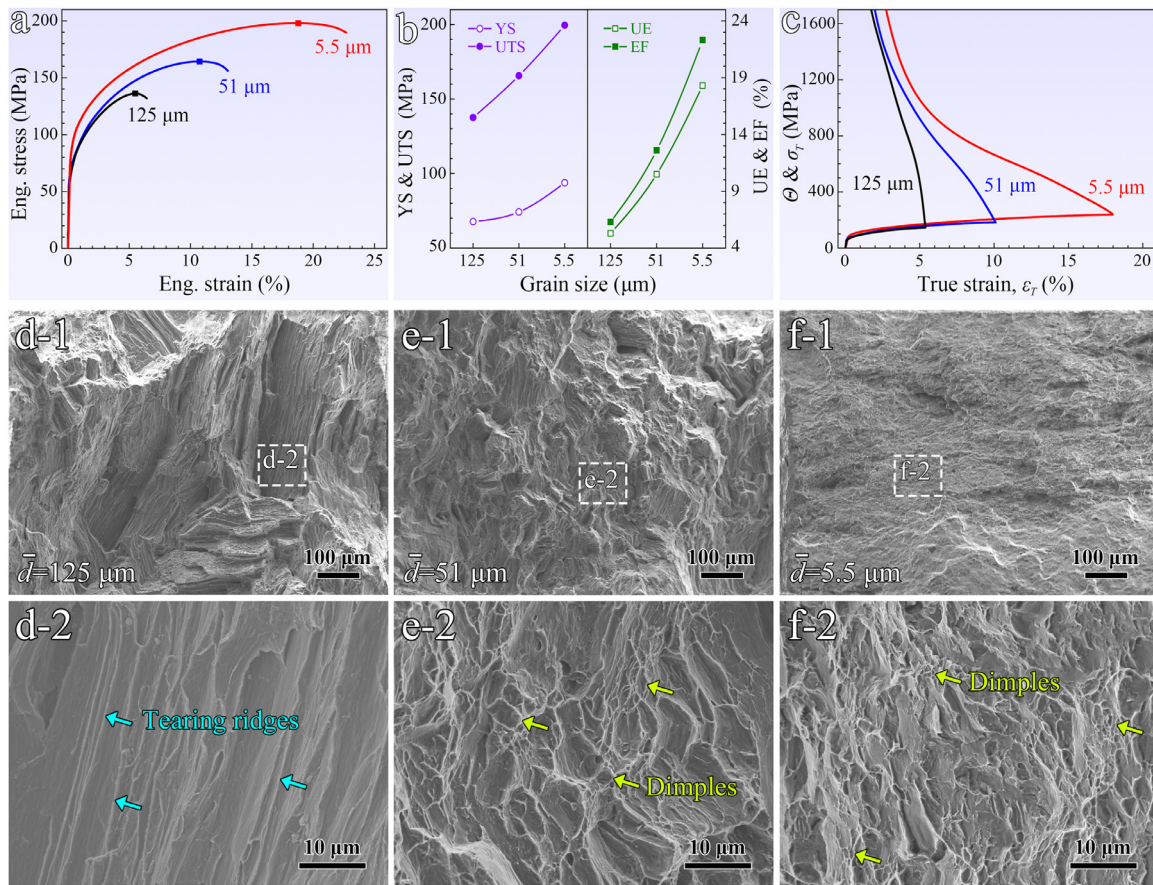 a
Eng. stress (MPa)
200
150
100
50
0
0 5 10 15 20 25
Eng. strain (%)
5.5 μm
51 μm
125 μm
b
YS & UTS (MPa)
200
150
100
50
YS
UTS
UE
EF
125 51 5.5 125 51 5.5
Grain size (μm)
24
19
14
9
4
UE & EF (%)
c
Θ & σT (MPa)
1600
1200
800
400
0
0 5 10 15 20
True strain, εT (%)
125 μm
51 μm
5.5 μm
d-1
d-2
d̅=125 μm
100 μm
e-1
e-2
d̅=51 μm
100 μm
f-1
f-2
d̅=5.5 μm
100 μm
d-2
Tearing ridges
10 μm
e-2
Dimples
10 μm
f-2
Dimples
10 μm